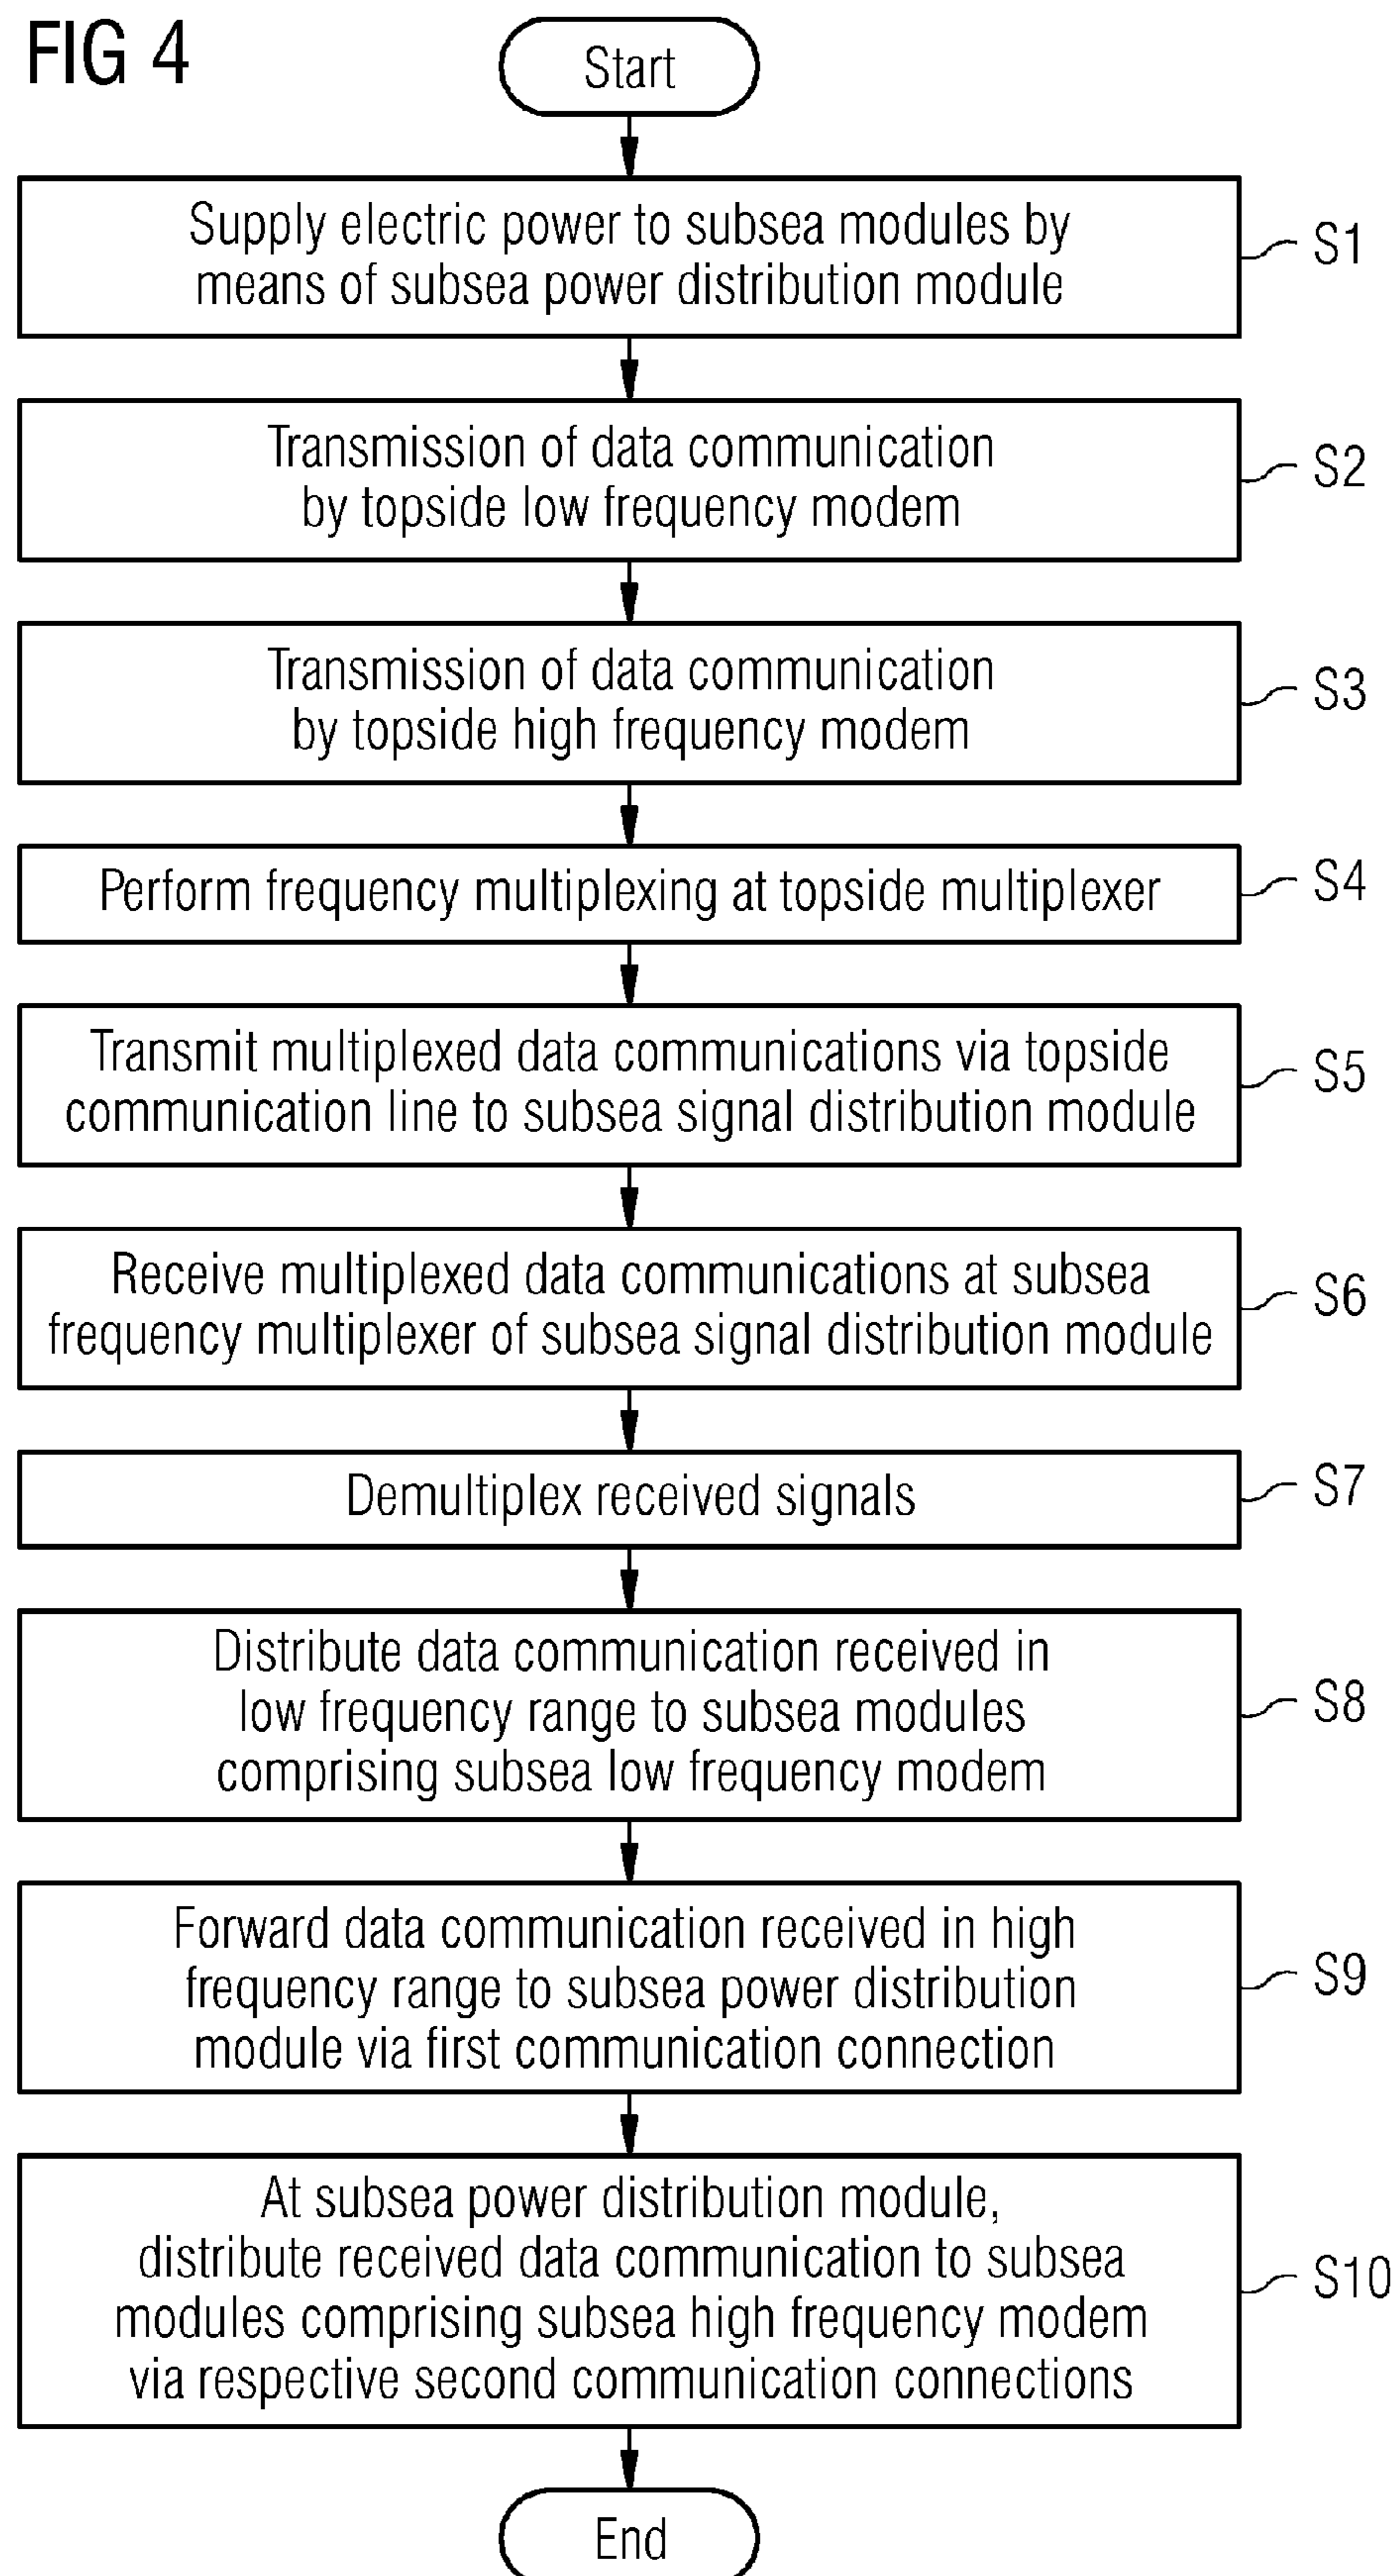 FIG 4
Start
Supply electric power to subsea modules by
means of subsea power distribution module
S1
Transmission of data communication
by topside low frequency modem
S2
Transmission of data communication
by topside high frequency modem
S3
Perform frequency multiplexing at topside multiplexer
S4
Transmit multiplexed data communications via topside
communication line to subsea signal distribution module
S5
Receive multiplexed data communications at subsea
frequency multiplexer of subsea signal distribution module
S6
Demultiplex received signals
S7
Distribute data communication received in
low frequency range to subsea modules
comprising subsea low frequency modem
S8
Forward data communication received in high
frequency range to subsea power distribution
module via first communication connection
S9
At subsea power distribution module,
distribute received data communication to subsea
modules comprising subsea high frequency modem
via respective second communication connections
S10
End